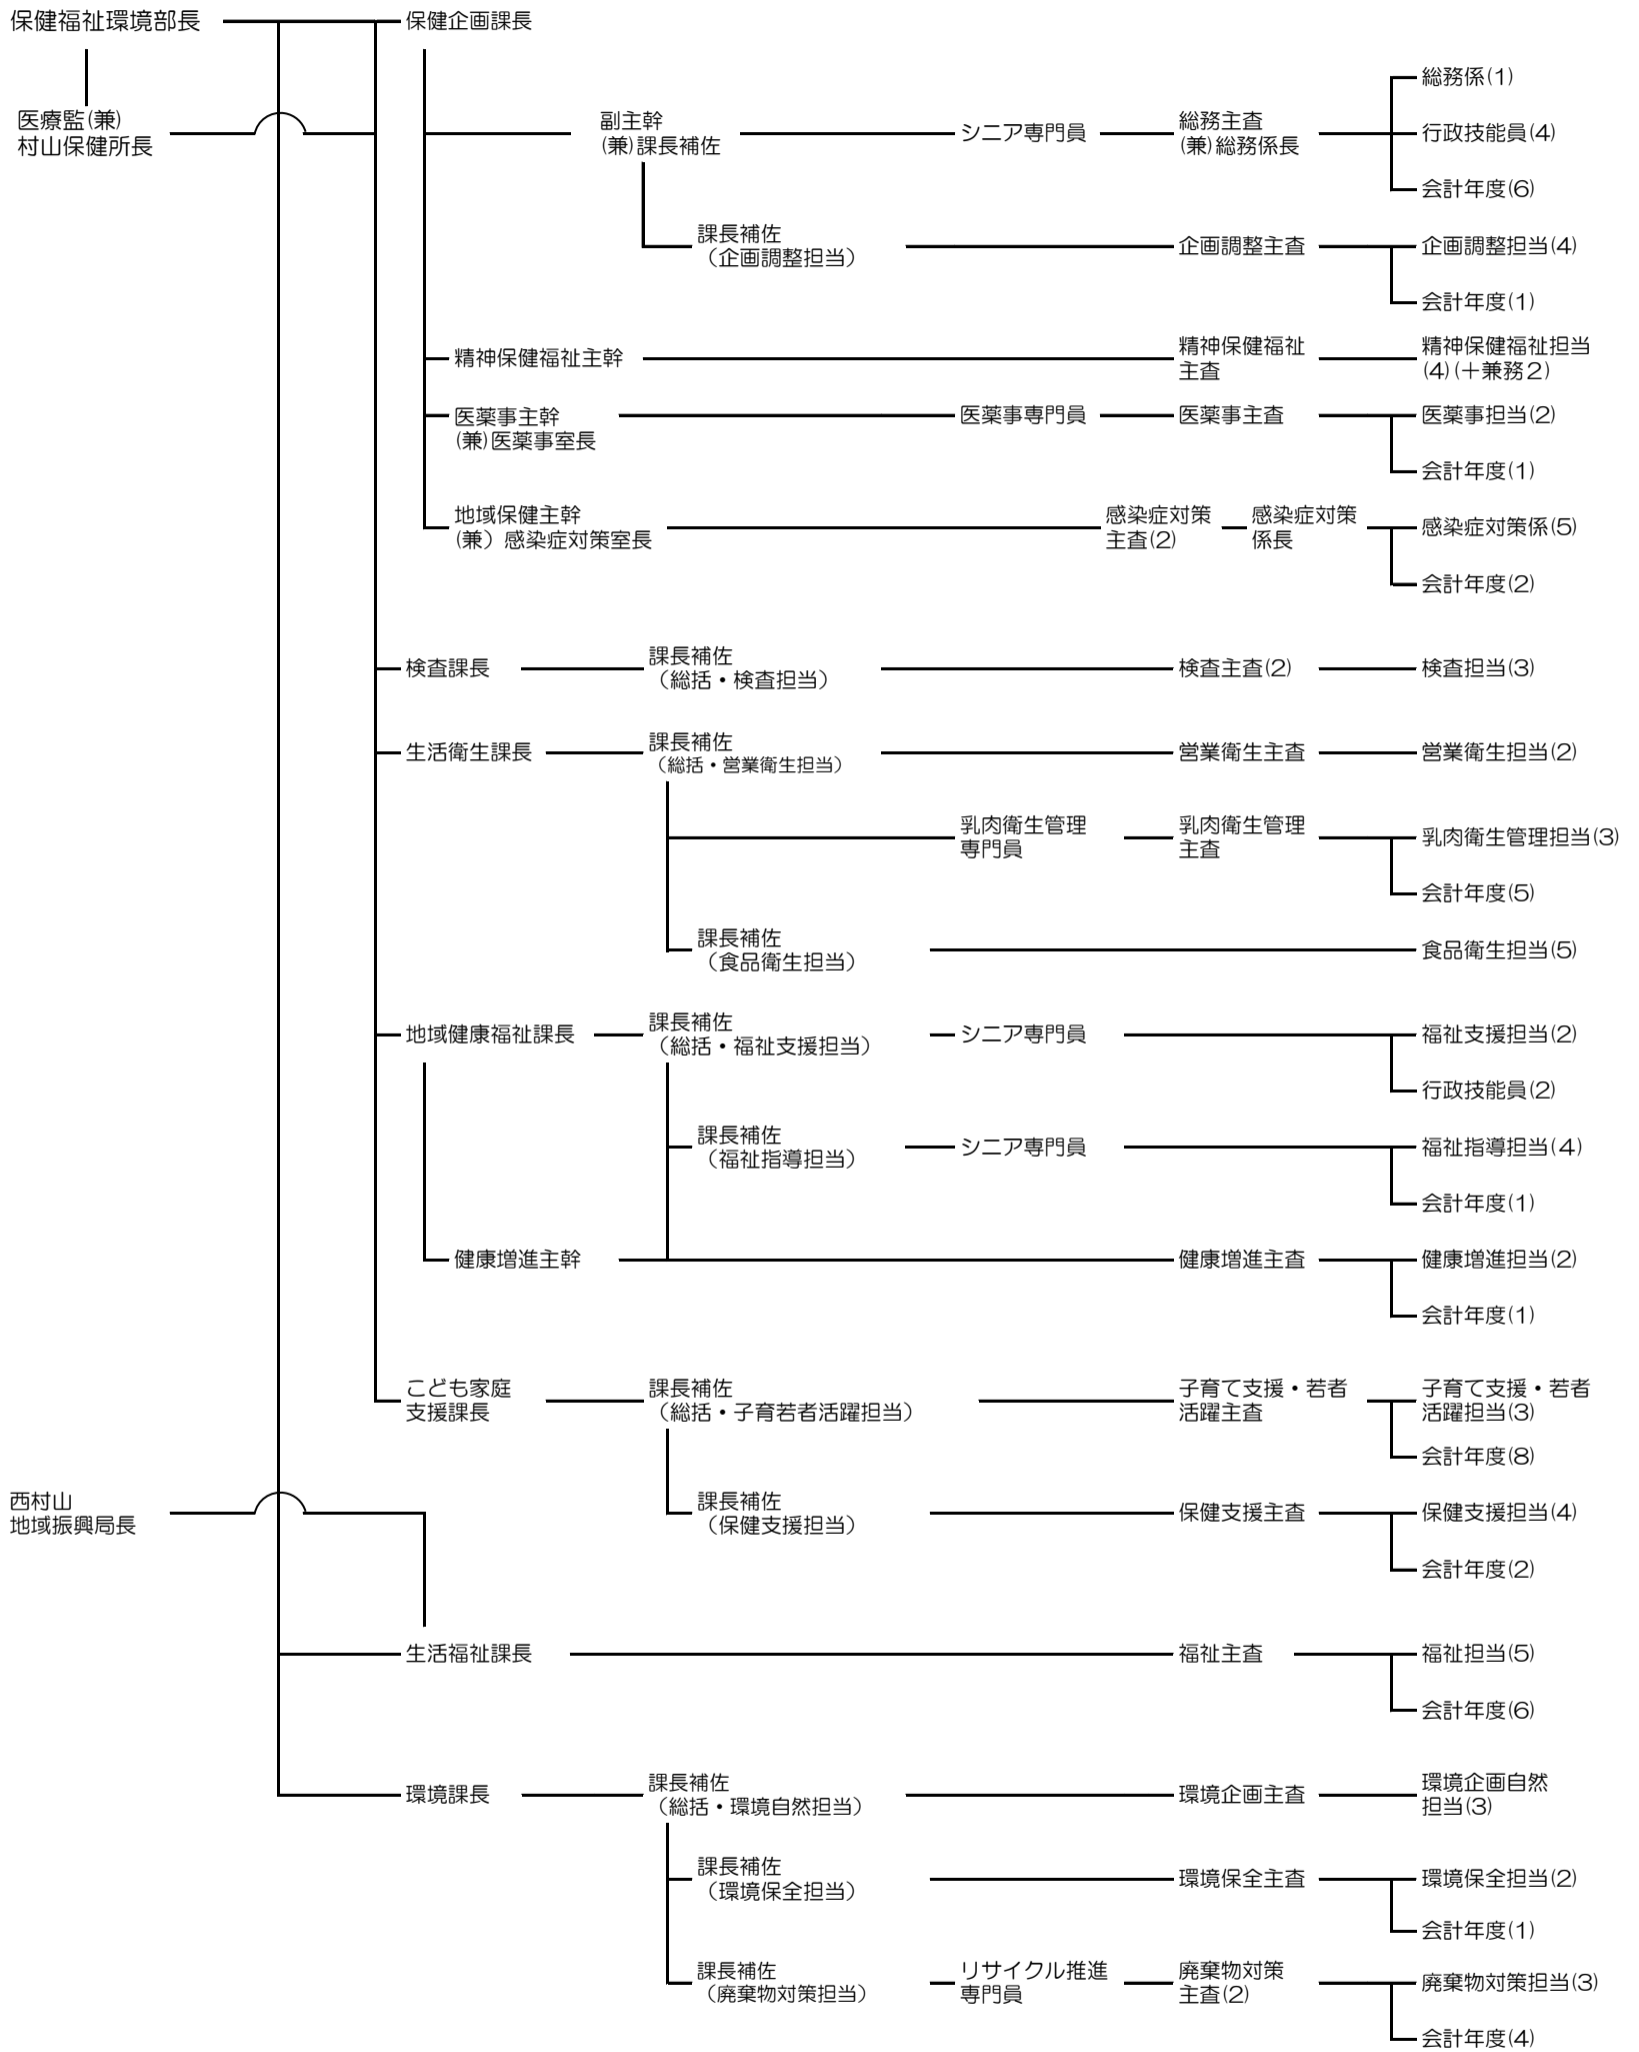 保健福祉環境部長
保健企画課長
総務係(1)
医療監(兼)
村山保健所長
副主幹
(兼)課長補佐
シニア専門員
総務主査
(兼)総務係長
行政技能員(4)
会計年度(6)
課長補佐
（企画調整担当）
企画調整主査
企画調整担当(4)
会計年度(1)
精神保健福祉主幹
精神保健福祉
主査
精神保健福祉担当
(4)(＋兼務２)
医薬事主幹
(兼)医薬事室長
医薬事専門員
医薬事主査
医薬事担当(2)
会計年度(1)
地域保健主幹
(兼）感染症対策室長
感染症対策
主査(2)
感染症対策
係長
感染症対策係(5)
会計年度(2)
検査課長
課長補佐
（総括・検査担当）
検査主査(2)
検査担当(3)
生活衛生課長
課長補佐
（総括・営業衛生担当）
営業衛生主査
営業衛生担当(2)
乳肉衛生管理
専門員
乳肉衛生管理
主査
乳肉衛生管理担当(3)
会計年度(5)
課長補佐
（食品衛生担当）
食品衛生担当(5)
地域健康福祉課長
課長補佐
（総括・福祉支援担当）
シニア専門員
福祉支援担当(2)
行政技能員(2)
課長補佐
（福祉指導担当）
シニア専門員
福祉指導担当(４)
会計年度(1)
健康増進主幹
健康増進主査
健康増進担当(2)
会計年度(1)
こども家庭
支援課長
課長補佐
（総括・子育若者活躍担当）
子育て支援・若者
活躍主査
子育て支援・若者
活躍担当(3)
会計年度(8)
西村山
地域振興局長
課長補佐
（保健支援担当）
保健支援主査
保健支援担当(4)
会計年度(2)
生活福祉課長
福祉主査
福祉担当(5)
会計年度(6)
環境課長
課長補佐
（総括・環境自然担当）
環境企画主査
環境企画自然
担当(3)
課長補佐
（環境保全担当）
環境保全主査
環境保全担当(2)
会計年度(1)
課長補佐
（廃棄物対策担当）
リサイクル推進
専門員
廃棄物対策
主査(2)
廃棄物対策担当(3)
会計年度(4)